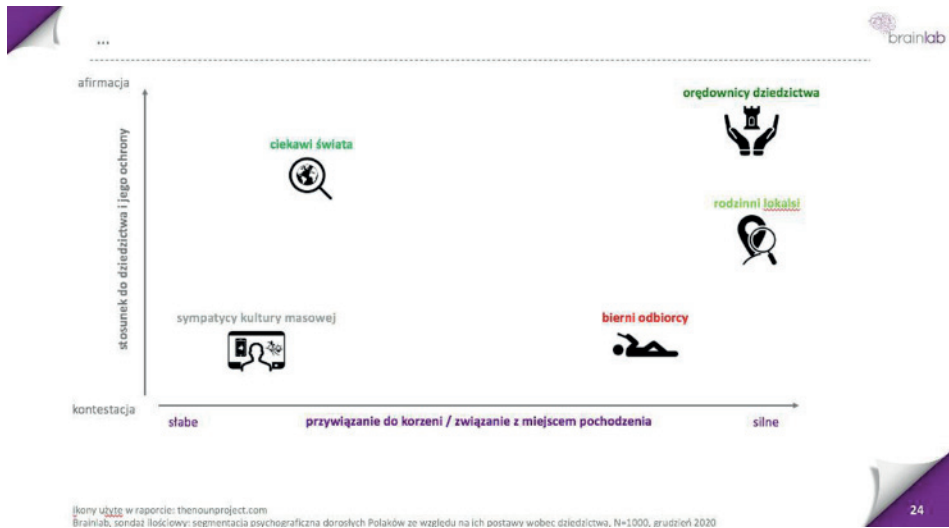 ...
brainlab
afirmacja
orędownicy dziedzictwa
ciekawi świata
rodzinni lokalsi
stosunek do dziedzictwa i jego ochrony
sympatycy kultury masowej
bierni odbiorcy
kontestacja
słabe
przywiązanie do korzeni / związanie z miejscem pochodzenia
silne
Ikony użyte w raporcie: thenounproject.com
Brainlab, sondaż ilościowy: segmentacja psychograficzna dorosłych Polaków ze względu na ich postawy wobec dziedzictwa, N=1000, grudzień 2020
24